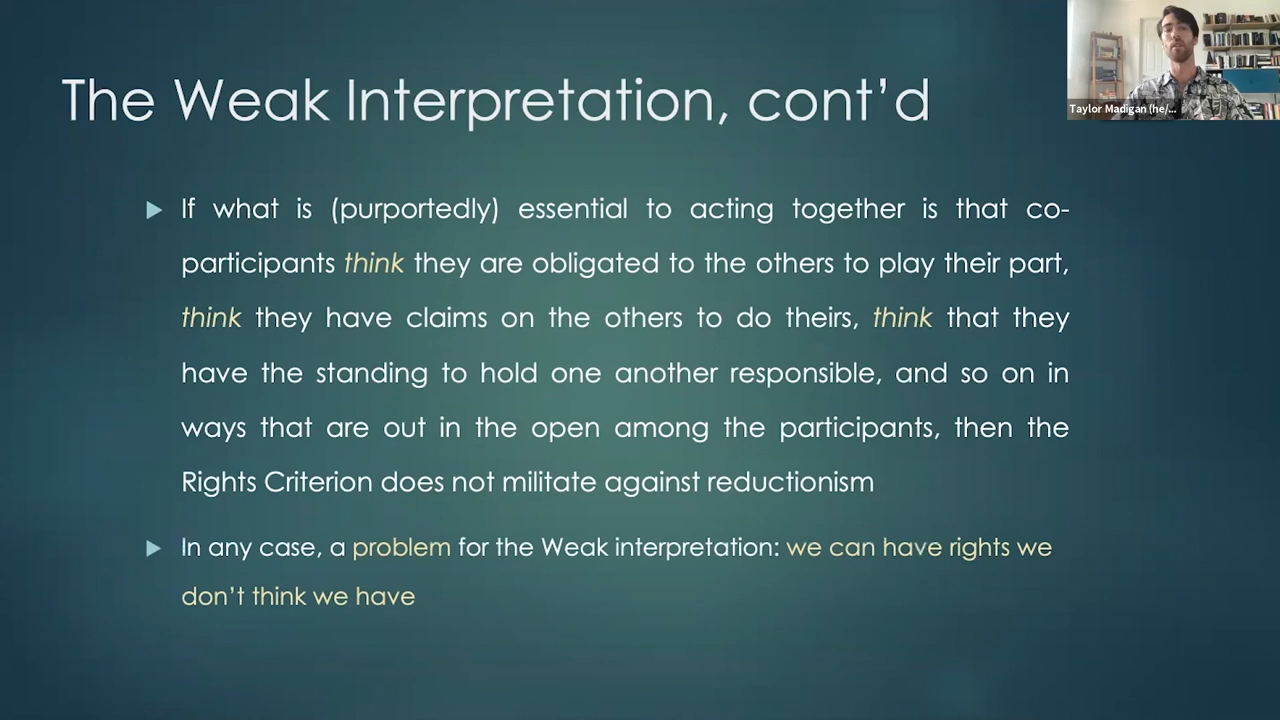 The Weak Interpretation, cont’d
Taylor Madigan (he/...
If what is (purportedly) essential to acting together is that co-
participants think they are obligated to the others to play their part,
think they have claims on the others to do theirs, think that they
have the standing to hold one another responsible, and so on in
ways that are out in the open among the participants, then the
Rights Criterion does not militate against reductionism
In any case, a problem for the Weak interpretation: we can have rights we
don’t think we have